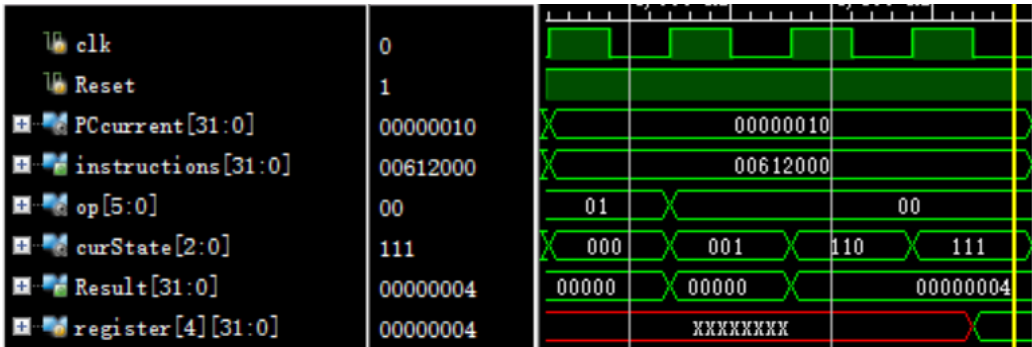 clk 0
Reset 1
PCcurrent[31:0] 00000010 00000010
instructions[31:0] 00612000 00612000
op[5:0] 00 01 00
curState[2:0] 111 000 001 110 111
Result[31:0] 00000004 00000 00000 00000004
register[4][31:0] 00000004 XXXXXXXX